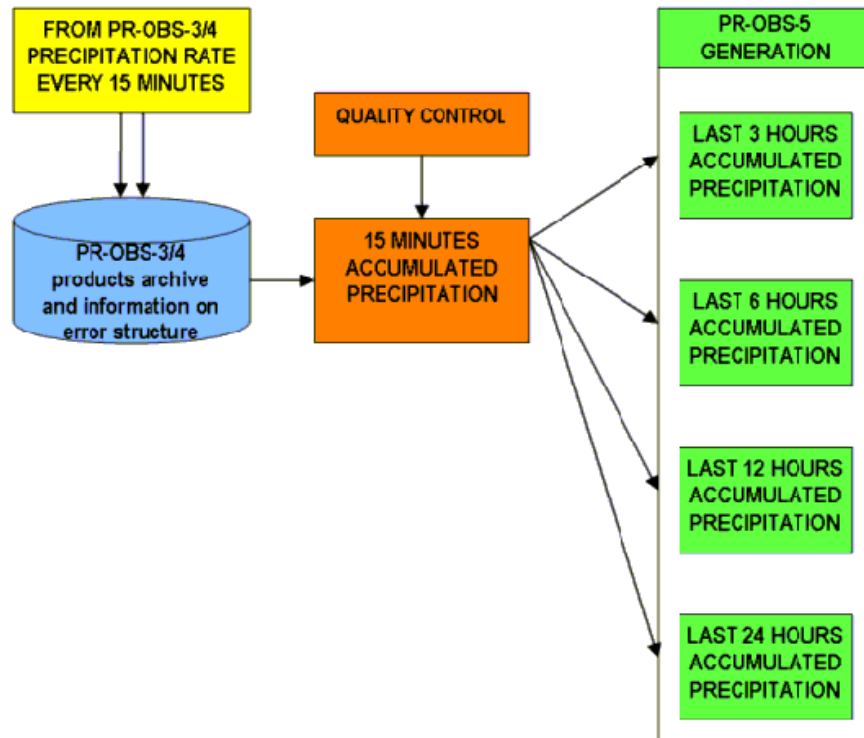 FROM PR-OBS-3/4
PRECIPITATION RATE
EVERY 15 MINUTES
PR-OBS-3/4
products archive
and information on
error structure
QUALITY CONTROL
15 MINUTES
ACCUMULATED
PRECIPITATION
PR-OBS-5
GENERATION
LAST 3 HOURS
ACCUMULATED
PRECIPITATION
LAST 6 HOURS
ACCUMULATED
PRECIPITATION
LAST 12 HOURS
ACCUMULATED
PRECIPITATION
LAST 24 HOURS
ACCUMULATED
PRECIPITATION